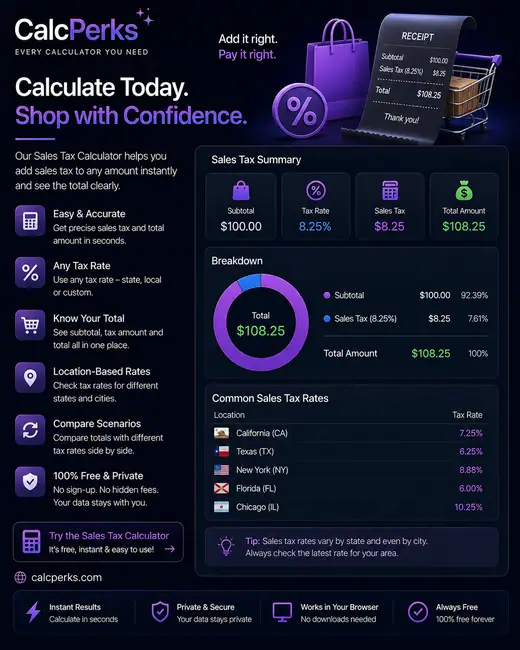 CalcPerks
EVERY CALCULATOR YOU NEED
Add it right.
Pay it right.
RECEIPT
Subtotal $100.00
Sales Tax (8.25%) $8.25
Total $108.25
Thank you!
Calculate Today.
Shop with Confidence.
Our Sales Tax Calculator helps you
add sales tax to any amount instantly
and see the total clearly.
Easy & Accurate
Get precise sales tax and total
amount in seconds.
Any Tax Rate
Use any tax rate – state, local
or custom.
Know Your Total
See subtotal, tax amount and
total all in one place.
Location-Based Rates
Check tax rates for different
states and cities.
Compare Scenarios
Compare totals with different
tax rates side by side.
100% Free & Private
No sign-up. No hidden fees.
Your data stays with you.
Try the Sales Tax Calculator
It's free, instant & easy to use!
calcperks.com
Sales Tax Summary
Subtotal
$100.00
Tax Rate
8.25%
Sales Tax
$8.25
Total Amount
$108.25
Breakdown
Total
$108.25
Subtotal $100.00 92.39%
Sales Tax (8.25%) $8.25 7.61%
Total Amount $108.25 100%
Common Sales Tax Rates
Location Tax Rate
California (CA) 7.25%
Texas (TX) 6.25%
New York (NY) 8.88%
Florida (FL) 6.00%
Chicago (IL) 10.25%
Tip: Sales tax rates vary by state and even by city.
Always check the latest rate for your area.
Instant Results
Calculate in seconds
Private & Secure
Your data stays private
Works in Your Browser
No downloads needed
Always Free
100% free forever